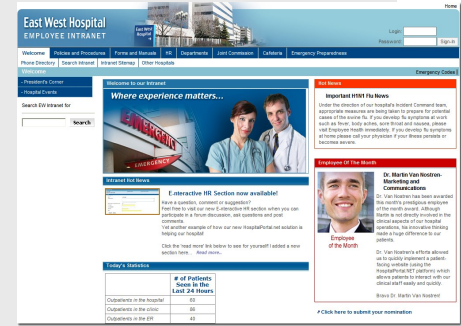 Home
East West Hospital
EMPLOYEE INTRANET
East West Hospital
Login:
Password:
Sign in
Welcome
Policies and Procedures
Forms and Manuals
HR
Departments
Joint Commission
Cafeteria
Emergency Preparedness
Phone Directory
Search Intranet
Intranet Sitemap
Other Hospitals
Welcome
Emergency Codes
President's Corner
Hospital Events
Search EW Intranet for:
Search
Welcome to our Intranet
Where experience matters...
EMERGENCY
EMERGENCY
Intranet Hot News
E-nteractive HR Section now available!
Have a question, comment or suggestion?
Feel free to visit our new E-nteractive HR section when you can
participate in a forum discussion, ask questions and post
comments.
Yet another example of how our new HospitalPortal.net solution is
helping our hospital!
Click the 'read more' link below to see for yourself! I added a new
section here... Read more..
Today's Statistics
# of Patients
Seen in the
Last 24 Hours
Outpatients in the hospital
Outpatients in the clinic
Outpatients in the ER
Hot News
Important H1N1 Flu News
Under the direction of our hospital's Incident Command team,
appropriate measures are being taken to prepare for potential
cases of the swine flu. If you develop flu symptoms at work
such as fever, body aches, sore throat and nausea, please
visit Employee Health immediately. If you develop flu symptoms
at home please call your physician if your illness persists or
becomes severe.
Employee Of The Month
Employee
of the Month
Dr. Martin Van Nostren-
Marketing and
Communications
Dr. Van Nostren has been awarded
this month's prestigious employee
of the month award. Although
Martin is not directly involved in the
clinical aspects of our hospital
operations, his innovative thinking
made a huge difference to our
patients.
Dr. Van Nostren's efforts allowed
us to quickly implement a patient-
facing website (using the
HospitalPortal.NET platform) which
allows patients to interact with our
clinical staff easily and quickly.
Bravo Dr. Martin Van Nostren!
Click here to submit your nomination